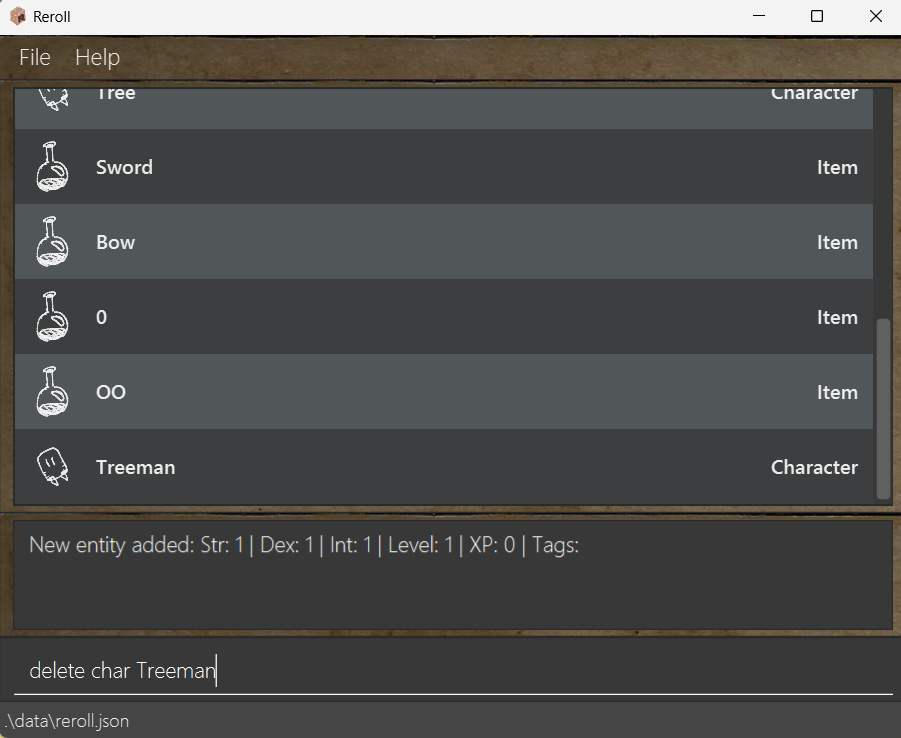 Reroll
File Help
Tree Character
Sword Item
Bow Item
0 Item
OO Item
Treeman Character
New entity added: Str: 1 | Dex: 1 | Int: 1 | Level: 1 | XP: 0 | Tags:
delete char Treeman
.\data\reroll.json